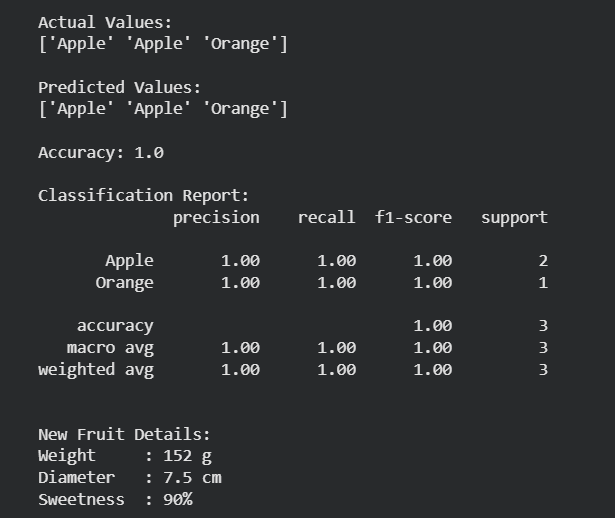 Actual Values:
['Apple' 'Apple' 'Orange']
Predicted Values:
['Apple' 'Apple' 'Orange']
Accuracy: 1.0
Classification Report:
precision recall f1-score support
Apple 1.00 1.00 1.00 2
Orange 1.00 1.00 1.00 1
accuracy 1.00 3
macro avg 1.00 1.00 1.00 3
weighted avg 1.00 1.00 1.00 3
New Fruit Details:
Weight : 152 g
Diameter : 7.5 cm
Sweetness : 90%